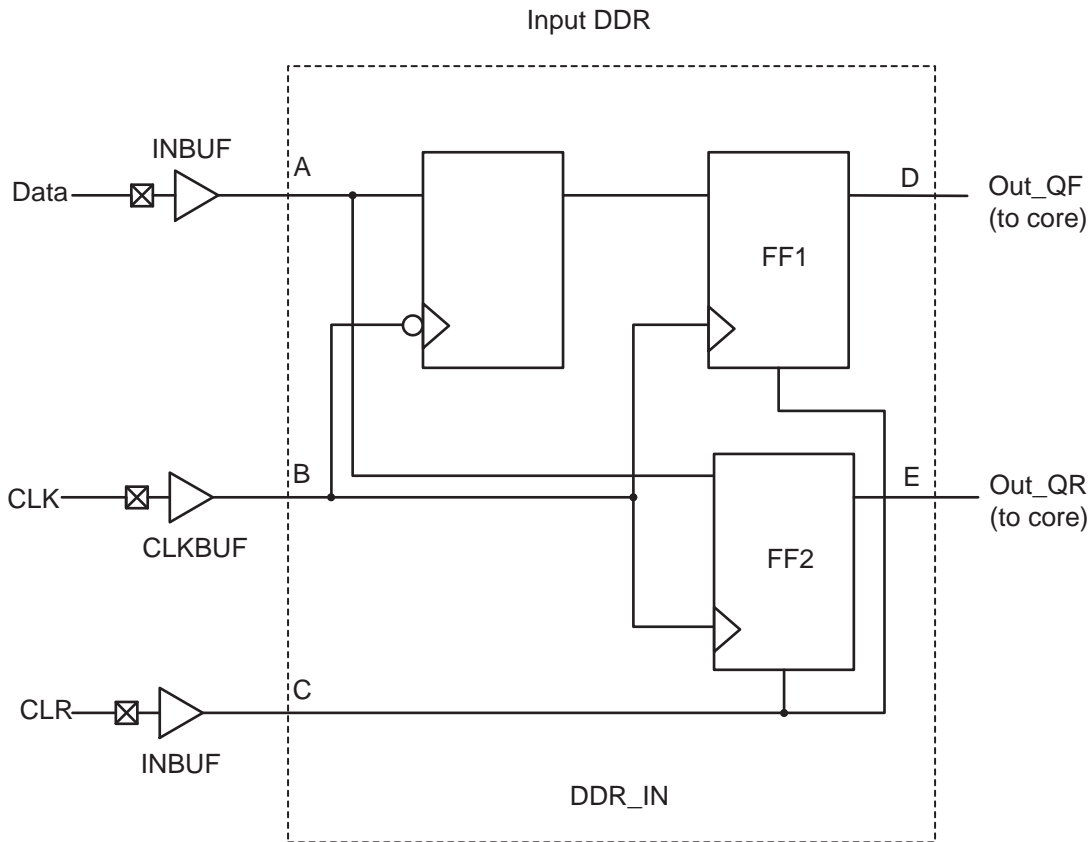 Input DDR
INBUF
A
D
Data
Out_QF
(to core)
FF1
B
E
CLK
Out_QR
(to core)
CLKBUF
FF2
C
CLR
INBUF
DDR_IN